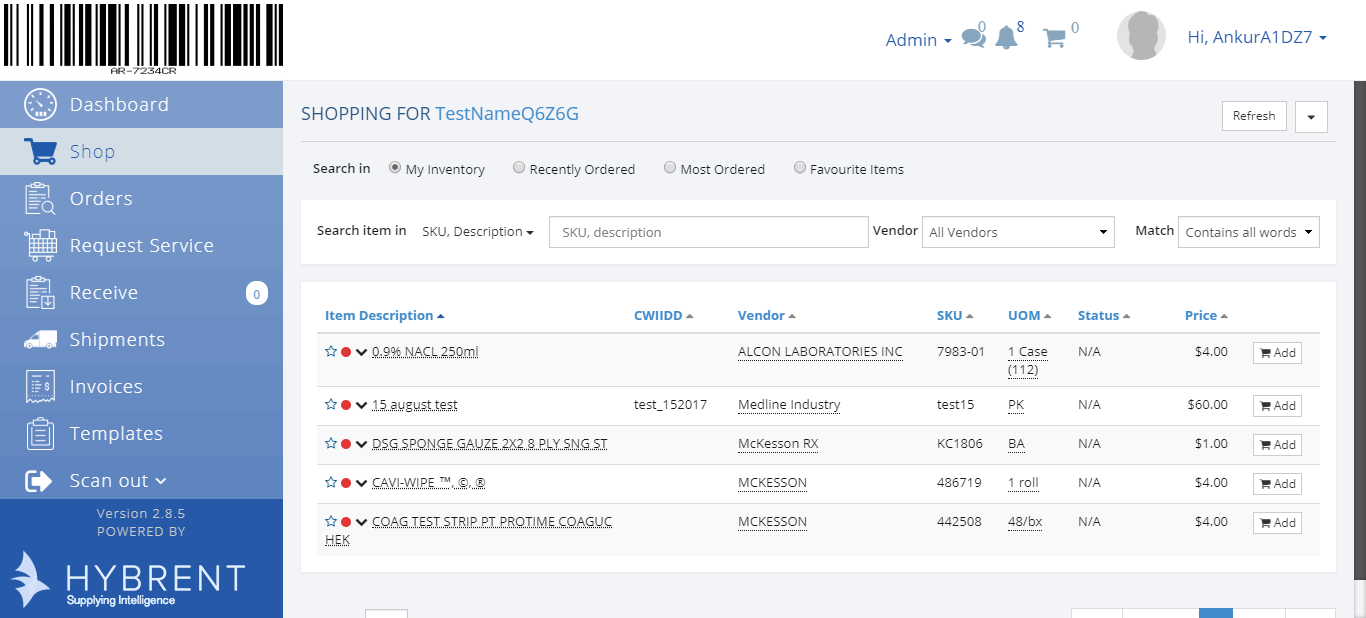 AR-7234CR
Admin 0 8 0 Hi, AnkurA1DZ7
Dashboard
Shop
Orders
Request Service
Receive 0
Shipments
Invoices
Templates
Scan out
Version 2.8.5
POWERED BY
HYBRENT
Supplying Intelligence
SHOPPING FOR TestNameQ6Z6G
Refresh
Search in My Inventory Recently Ordered Most Ordered Favourite Items
Search item in SKU, Description SKU, description Vendor All Vendors Match Contains all words
Item Description CWIIDD Vendor SKU UOM Status Price
0.9% NACL 250ml ALCON LABORATORIES INC 7983-01 1 Case N/A $4.00 Add
(112)
15 august test test_152017 Medline Industry test15 PK N/A $60.00 Add
DSG SPONGE GAUZE 2X2 8 PLY SNG ST McKesson RX KC1806 BA N/A $1.00 Add
CAVI-WIPE ™, ©, ® MCKESSON 486719 1 roll N/A $4.00 Add
COAG TEST STRIP PT PROTIME COAGUC MCKESSON 442508 48/bx N/A $4.00 Add
HEK